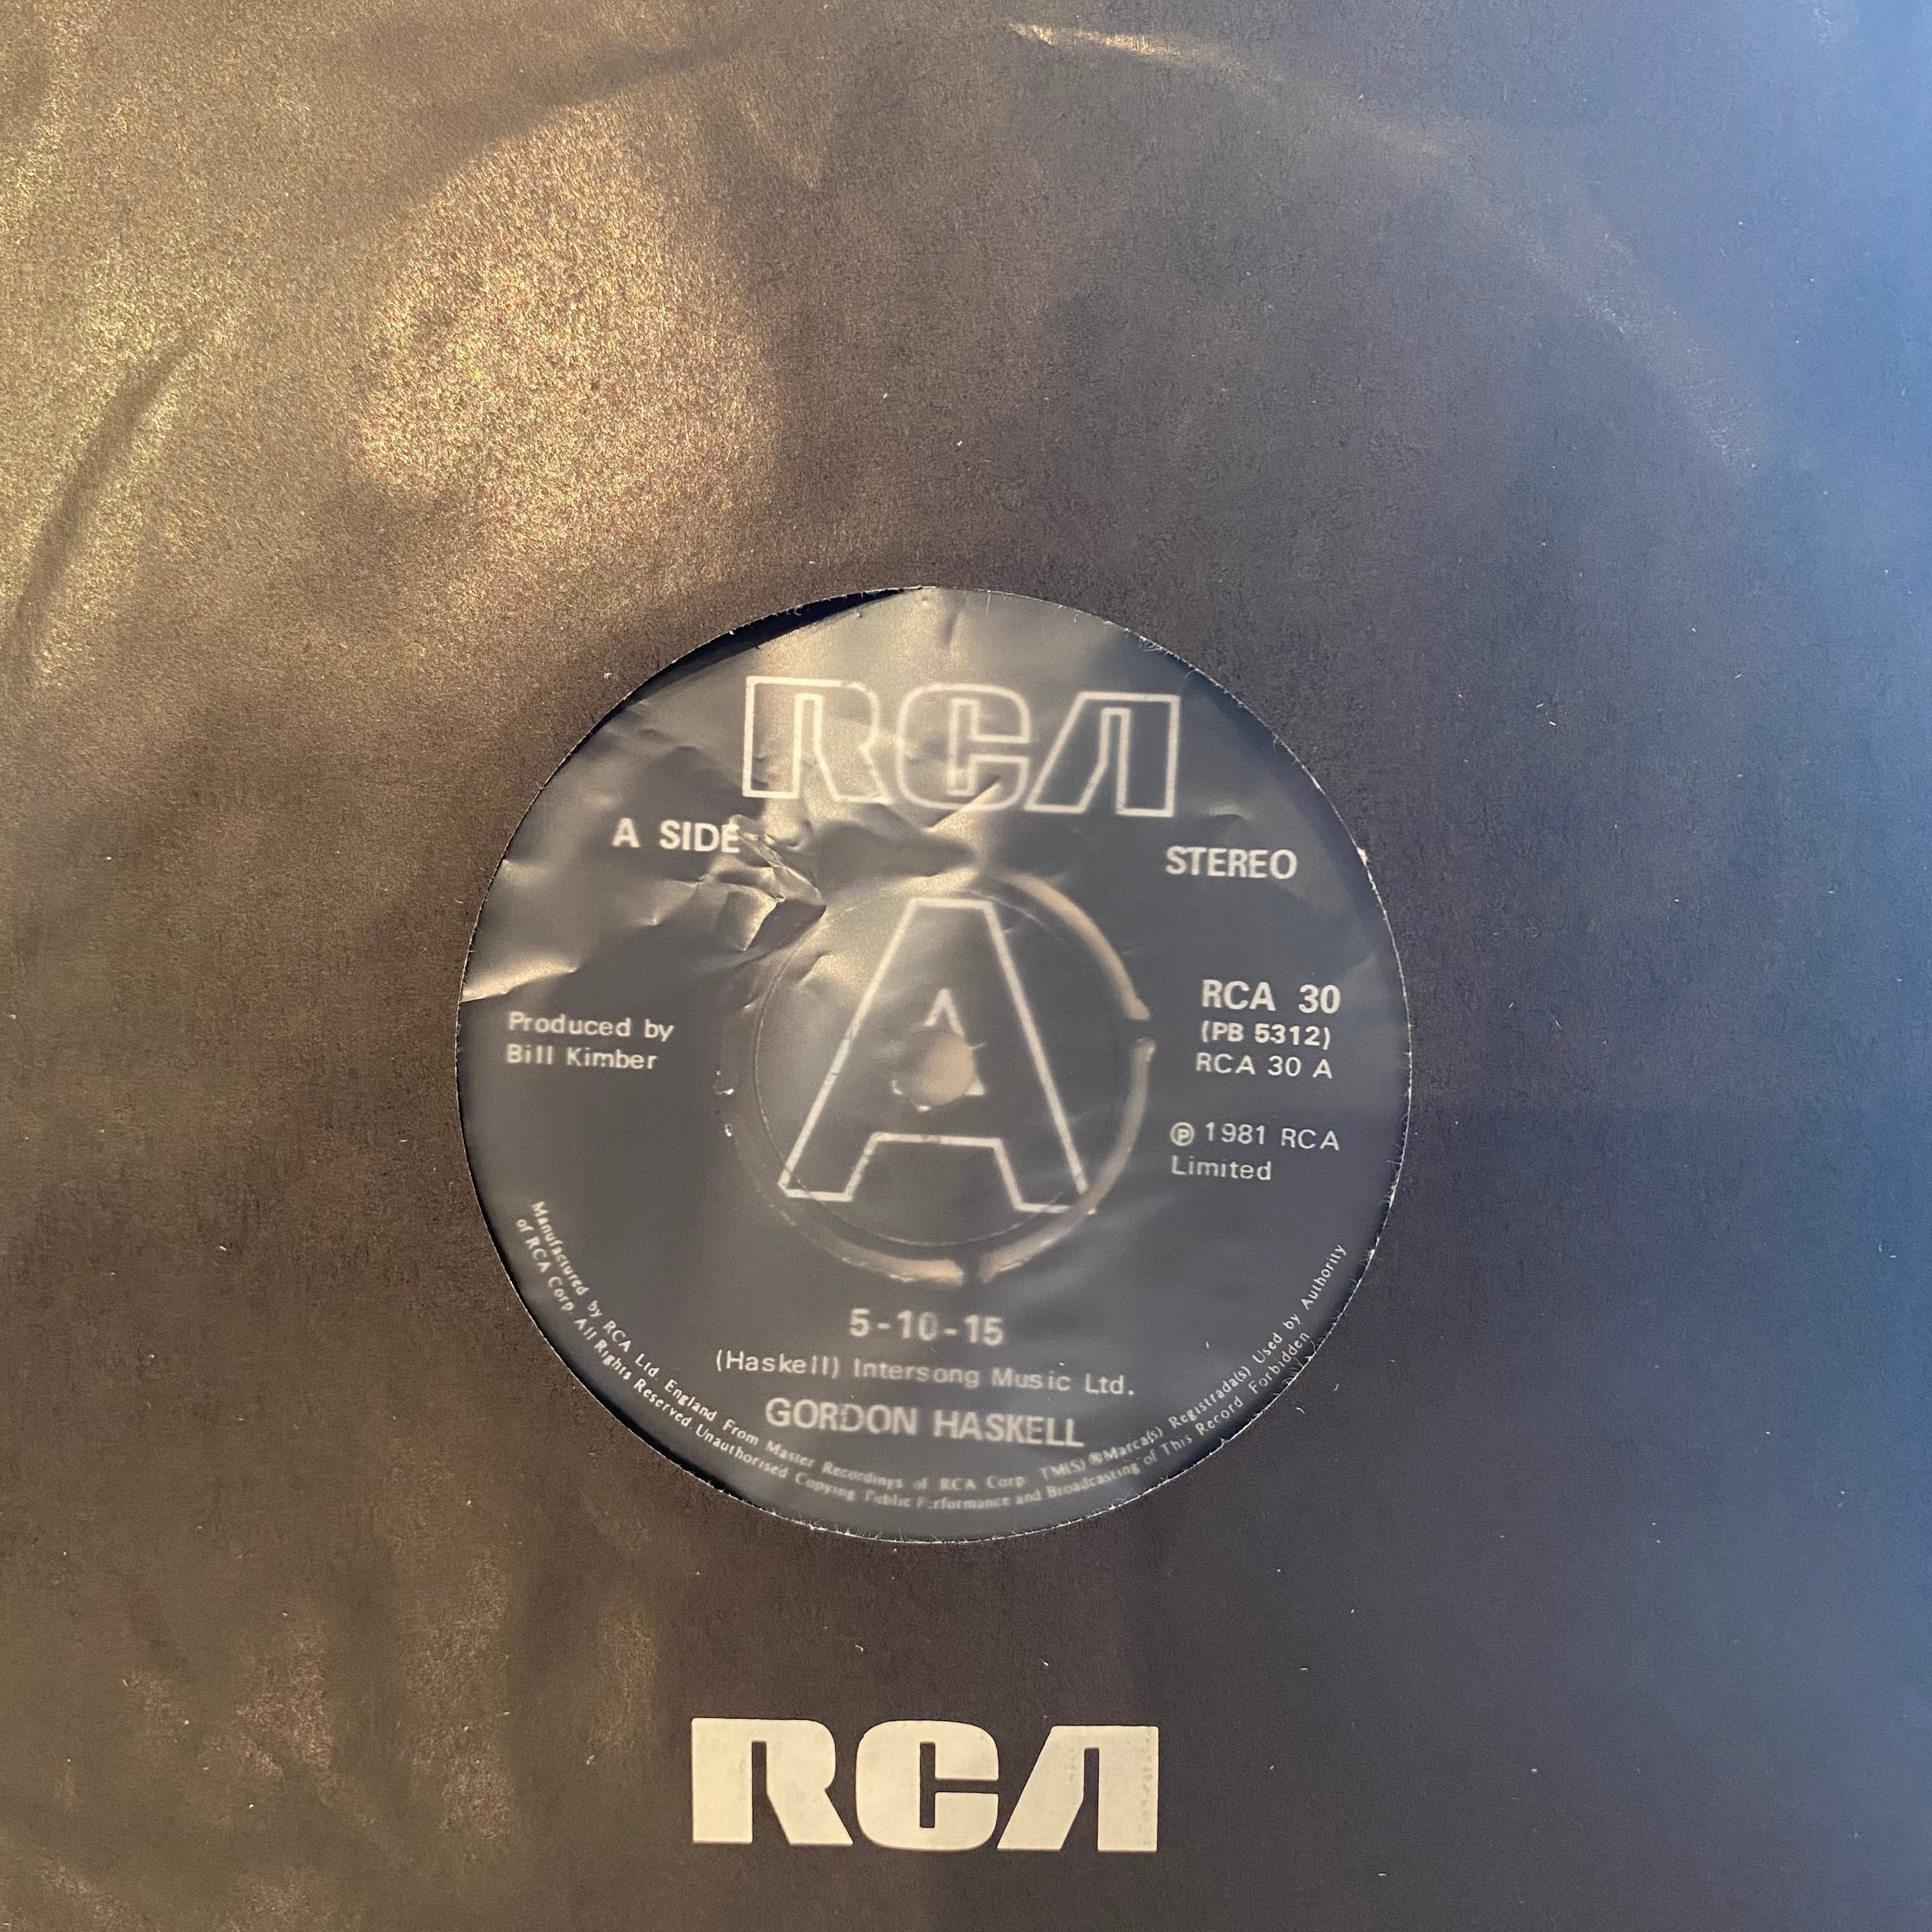 RCA
A SIDE
STEREO
A
Produced by
Bill Kimber
RCA 30
(PB 5312)
RCA 30 A
℗ 1981 RCA
Limited
5-10-15
(Haskell) Intersong Music Ltd.
GORDON HASKELL
Manufactured by RCA Ltd. England From Master Recordings of RCA Corp. TM(S) ®Marca(s) Registrada(s) Used by Authority
of RCA Corp. All Rights Reserved Unauthorised Copying Public Performance and Broadcasting of This Record Forbidden
RCA